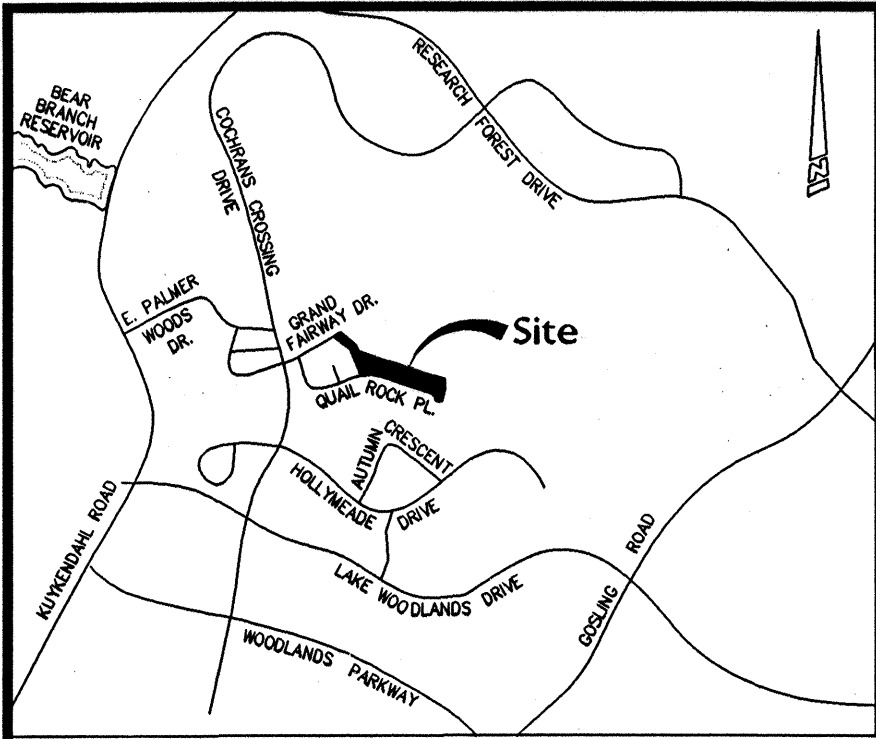 BEAR
BRANCH
RESERVOIR
RESEARCH FOREST DRIVE
COCHRANS CROSSING
DRIVE
N
E. PALMER
WOODS
DR.
GRAND
FAIRWAY DR.
Site
QUAIL ROCK PL.
AUTUMN
CRESCENT
HOLLYMEADE DRIVE
KUYKENDAHL ROAD
LAKE WOODLANDS DRIVE
GOSLING ROAD
WOODLANDS PARKWAY